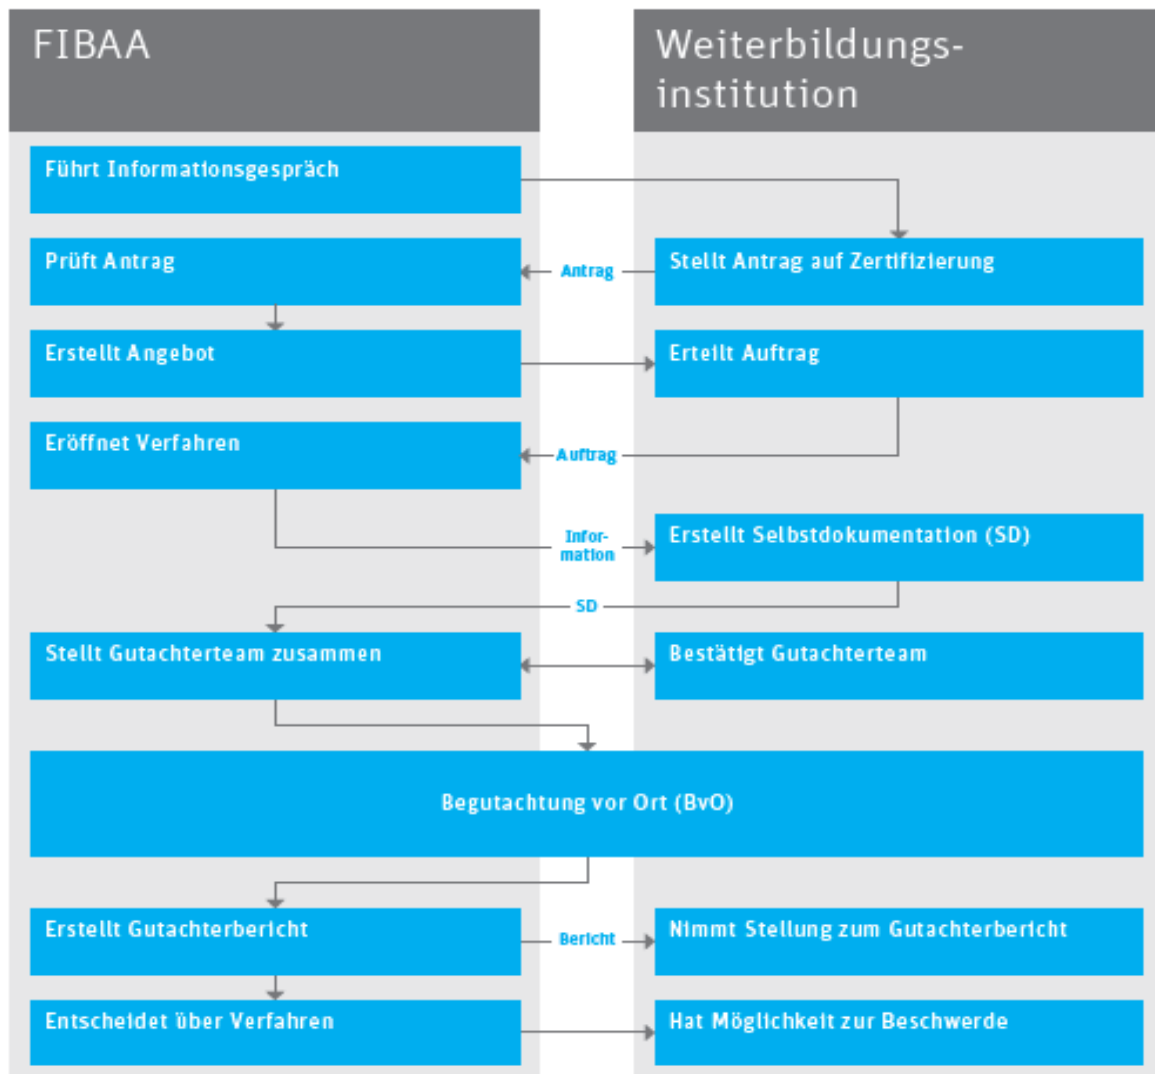 FIBAA
Weiterbildungs-
institution
Führt Informationsgespräch
Prüft Antrag
Antrag
Stellt Antrag auf Zertifizierung
Erstellt Angebot
Erteilt Auftrag
Eröffnet Verfahren
Auftrag
Infor-
mation
Erstellt Selbstdokumentation (SD)
SD
Stellt Gutachterteam zusammen
Bestätigt Gutachterteam
Begutachtung vor Ort (BvO)
Erstellt Gutachterbericht
Bericht
Nimmt Stellung zum Gutachterbericht
Entscheidet über Verfahren
Hat Möglichkeit zur Beschwerde